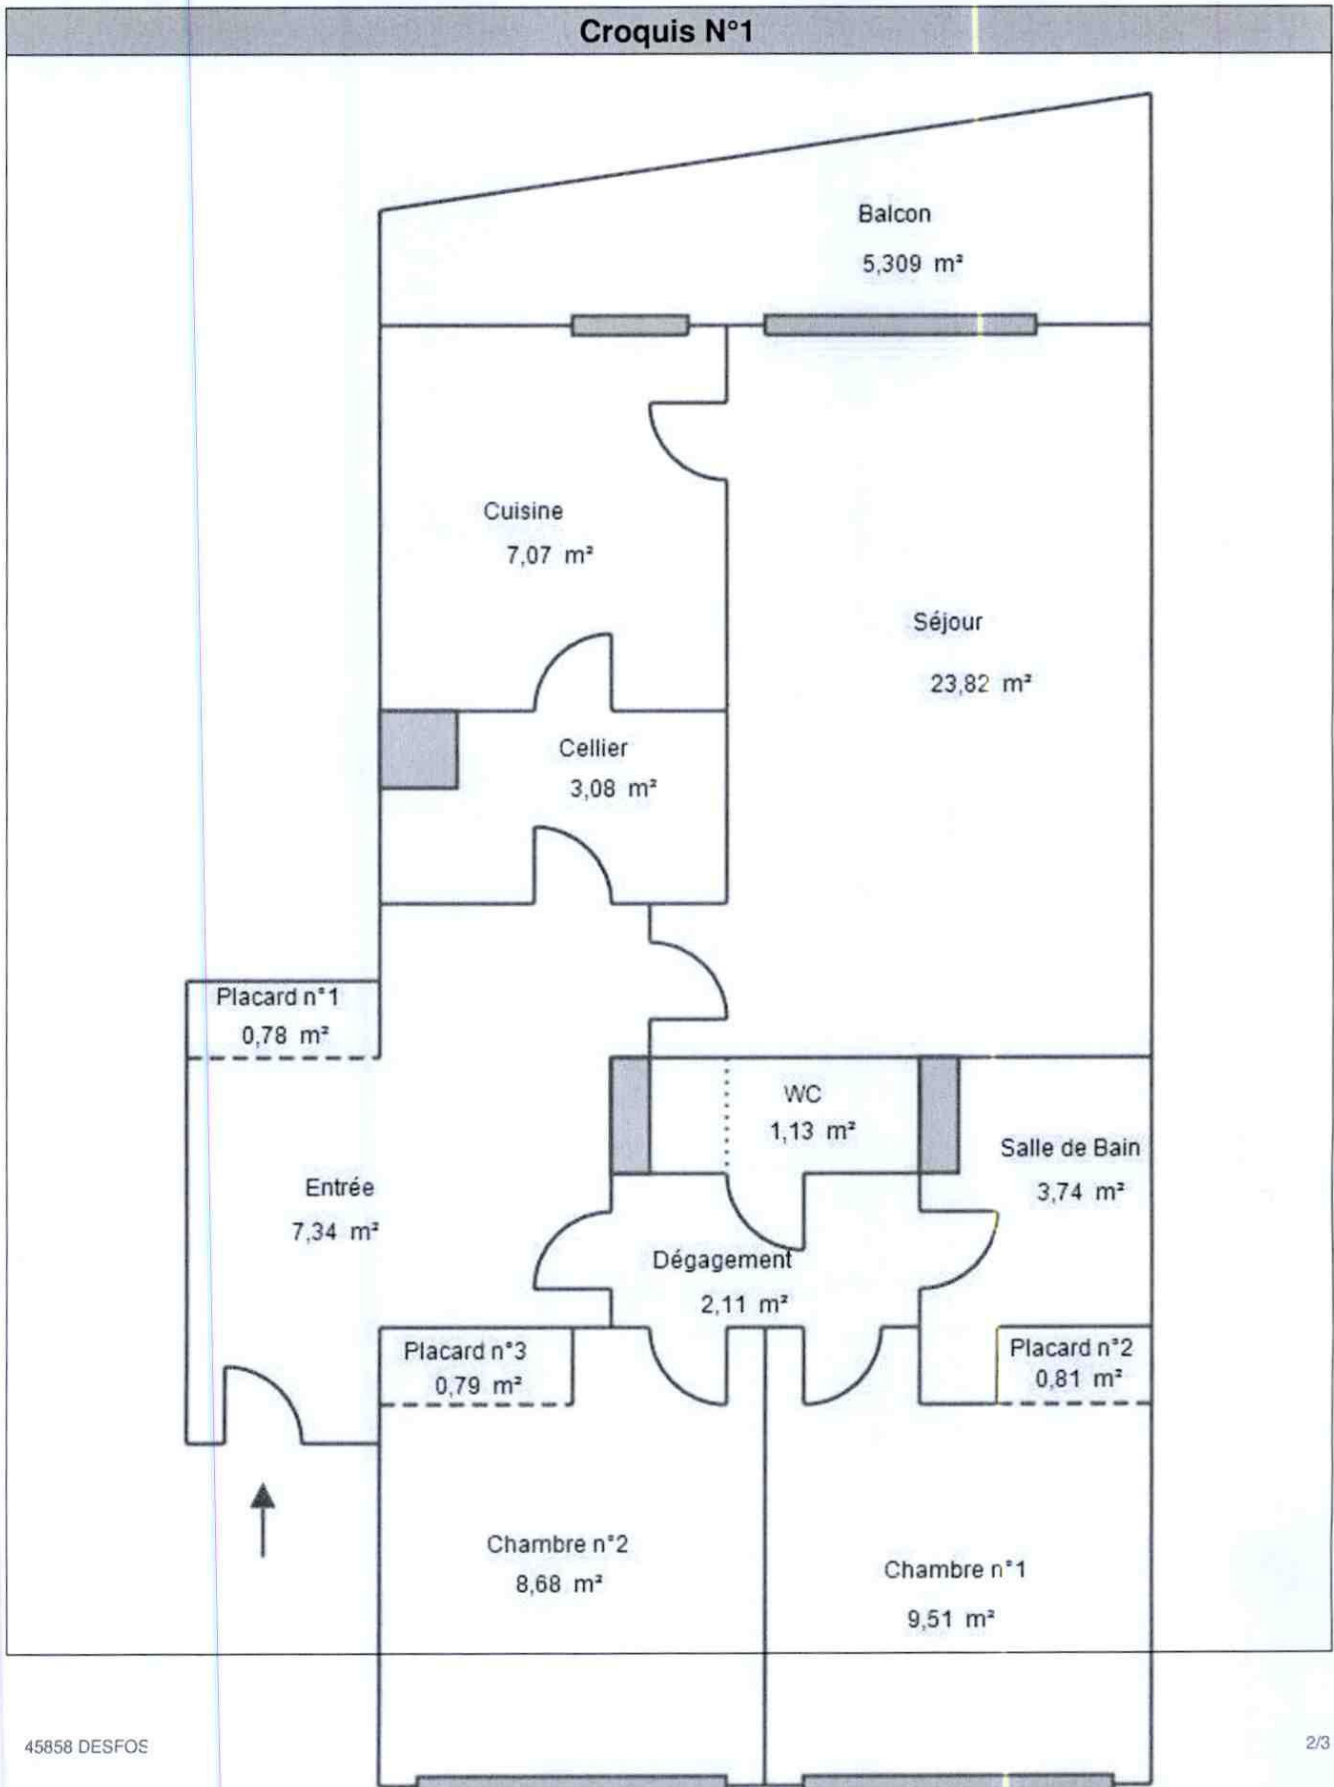 Croquis N°1
Balcon
5,309 m²
Cuisine
7,07 m²
Séjour
23,82 m²
Cellier
3,08 m²
Placard n°1
0,78 m²
WC
1,13 m²
Salle de Bain
3,74 m²
Entrée
7,34 m²
Dégagement
2,11 m²
Placard n°3
0,79 m²
Placard n°2
0,81 m²
Chambre n°2
8,68 m²
Chambre n°1
9,51 m²
45858 DESFOS
2/3